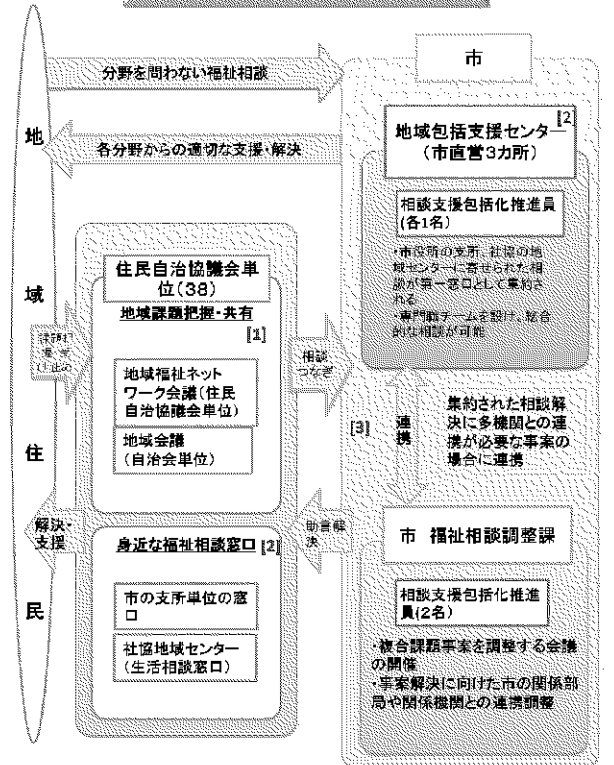 分野を問わない福祉相談
市
[2]
地域包括支援センター
(市直営3カ所)
各分野からの適切な支援・解決
地
域
住
民
相談支援包括化推進員
(各1名)
・市役所の支所、社協の地
域センターに寄せられた相
談が第一窓口として集約さ
れる
・専門職チームを設け、総合
的な相談が可能
住民自治協議会単
位(38)
地域課題把握・共有
[1]
地域福祉ネット
ワーク会議(住民
自治協議会単位)
地域会議
(自治会単位)
相談
つなぎ
[3]
連携
集約された相談解
決に多機関との連
携が必要な事案の
場合に連携
解決・
支援
身近な福祉相談窓口 [2]
市の支所単位の窓
口
社協地域センター
(生活相談窓口)
助言解
決
市 福祉相談調整課
相談支援包括化推進
員(2名)
・複合課題事案を調整する会議
の開催
・事案解決に向けた市の関係部
局や関係機関との連携調整